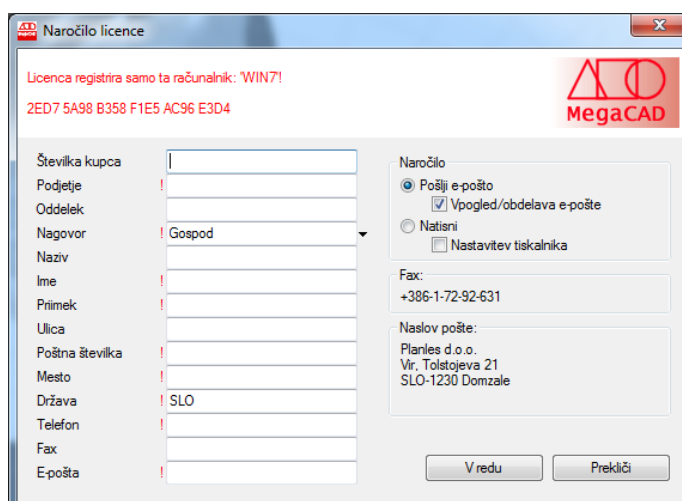 Naročilo licence
Licenca registrira samo ta računalnik: 'WIN7'!
2ED7 5A98 B358 F1E5 AC96 E3D4
MegaCAD
Številka kupca
Podjetje !
Oddelek
Nagovor ! Gospod
Naziv
Ime !
Priimek !
Ulica
Poštna številka !
Mesto !
Država ! SLO
Telefon !
Fax
E-pošta !
Naročilo
Pošlji e-pošto
Vpogled/obdelava e-pošte
Natisni
Nastavitev tiskalnika
Fax:
+386-1-72-92-631
Naslov pošte:
Planles d.o.o.
Vir, Tolstojeva 21
SLO-1230 Domzale
V redu
Prekliči